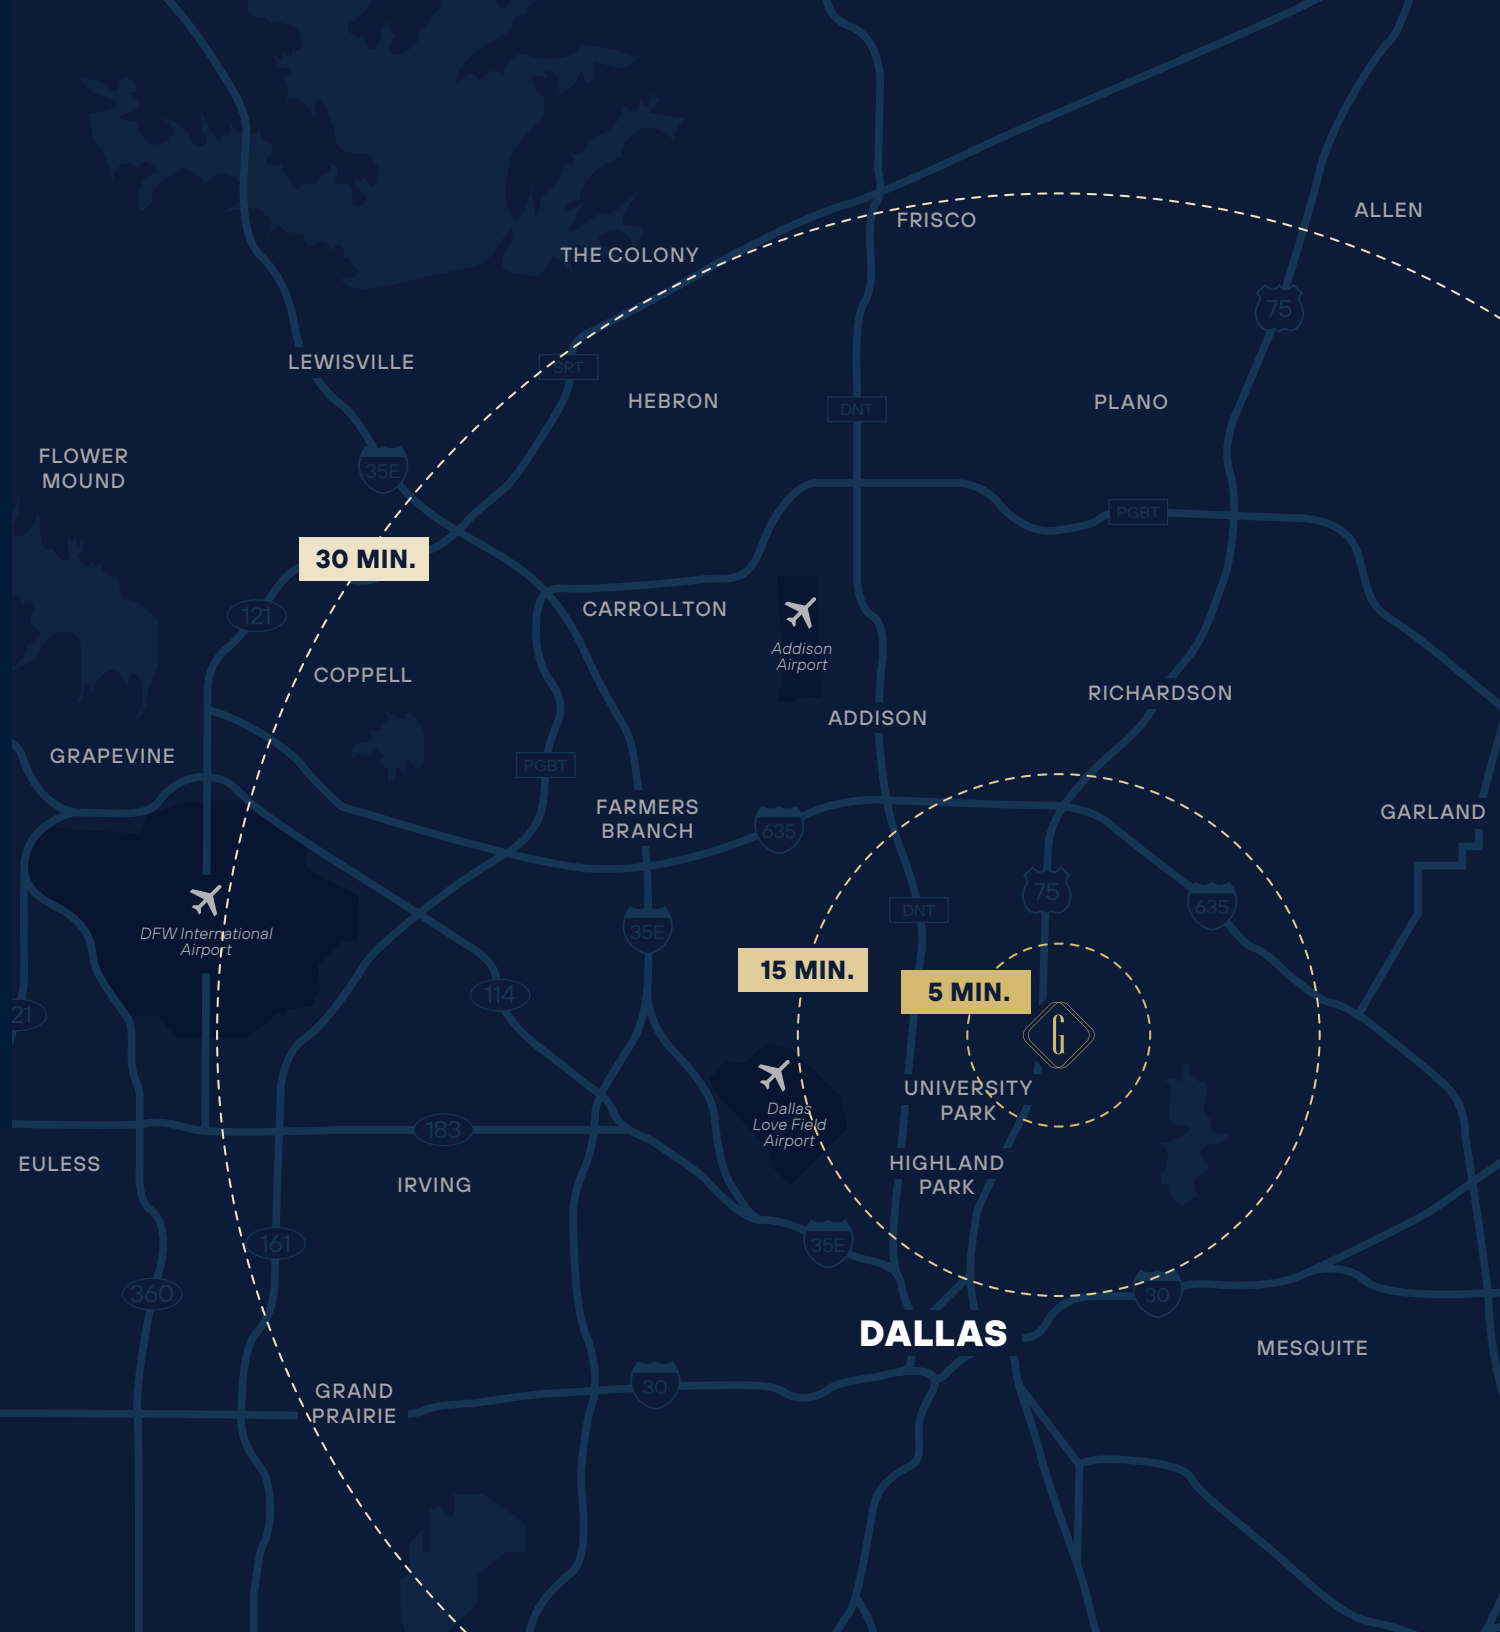 ALLEN
FRISCO
THE COLONY
75
LEWISVILLE
SRT
HEBRON
DNT
PLANO
FLOWER
MOUND
35E
PGBT
30 MIN.
121
CARROLLTON
Addison
Airport
COPPELL
RICHARDSON
ADDISON
GRAPEVINE
PGBT
FARMERS
BRANCH
635
GARLAND
75
635
DNT
35E
DFW International
Airport
15 MIN.
5 MIN.
114
21
G
UNIVERSITY
PARK
Dallas
Love Field
Airport
183
EULESS
HIGHLAND
PARK
IRVING
161
35E
360
30
DALLAS
MESQUITE
30
GRAND
PRAIRIE